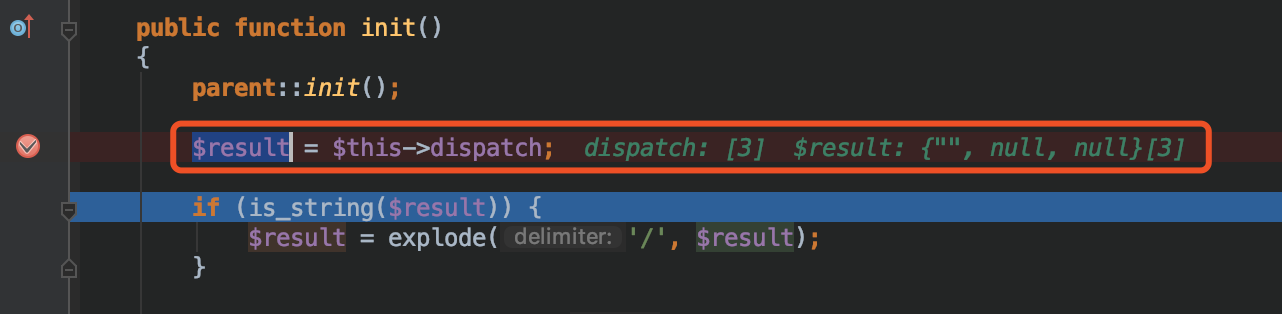 public function init()
{
parent::init();
$result = $this->dispatch; dispatch: [3] $result: {"", null, null}[3]
if (is_string($result)) {
$result = explode( delimiter: '/', $result);
}